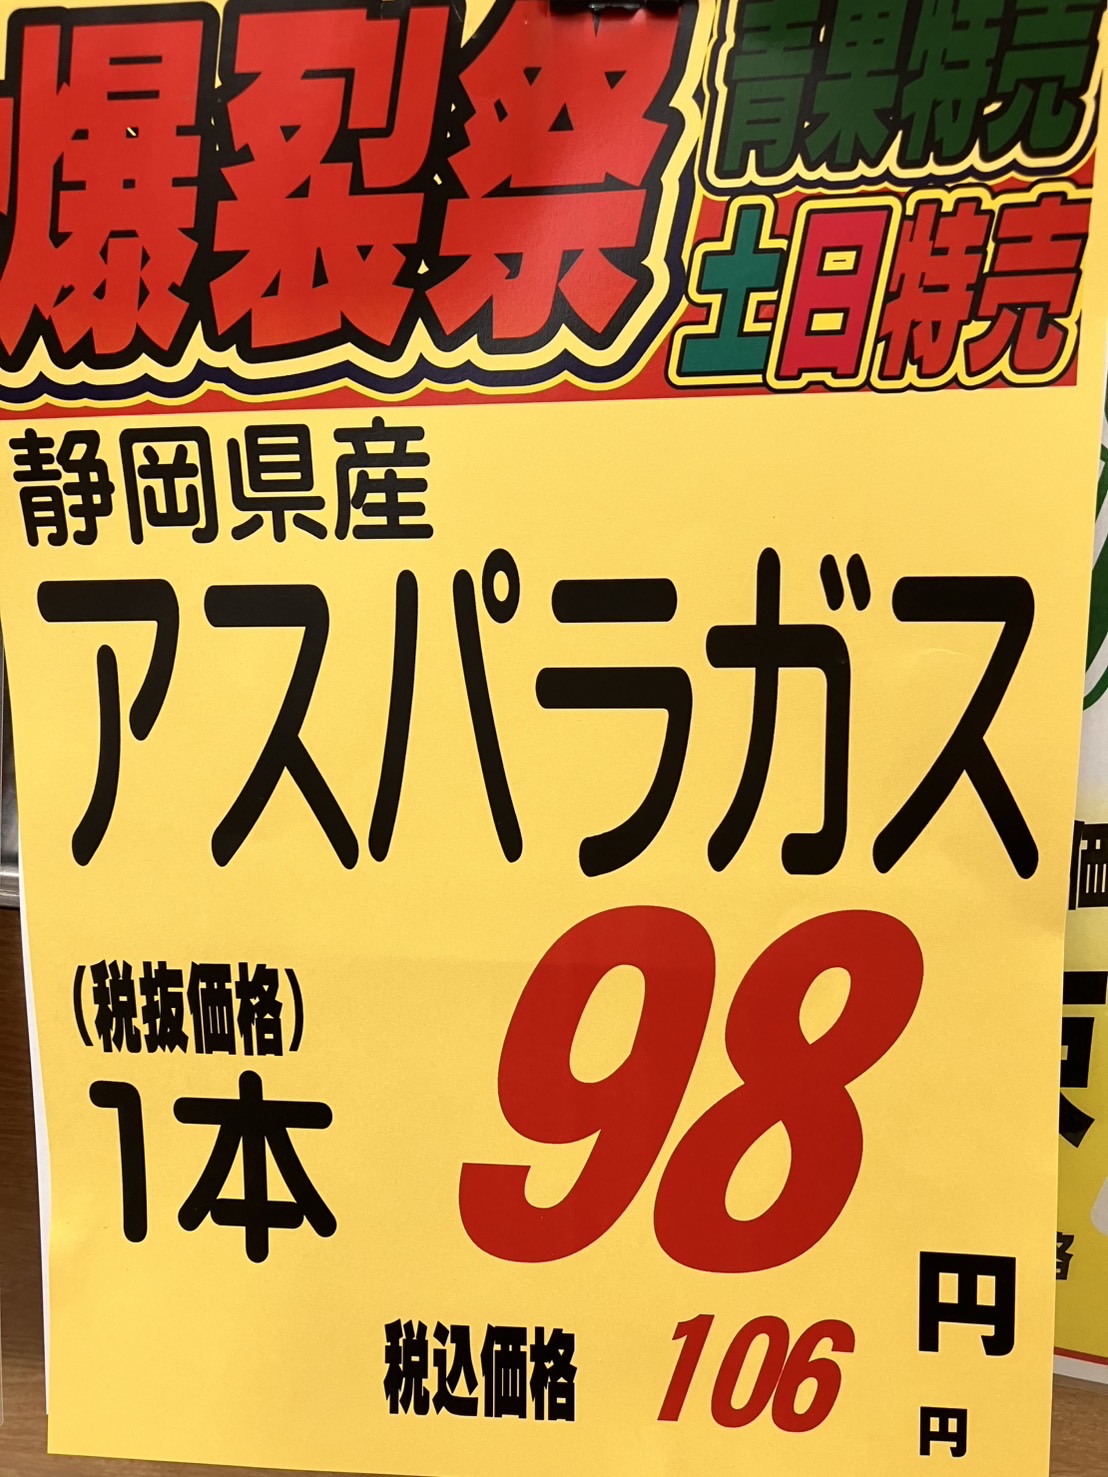 爆裂祭
青果特売
土日特売
静岡県産
アスパラガス
(税抜価格)
1本
98
円
税込価格 106
円